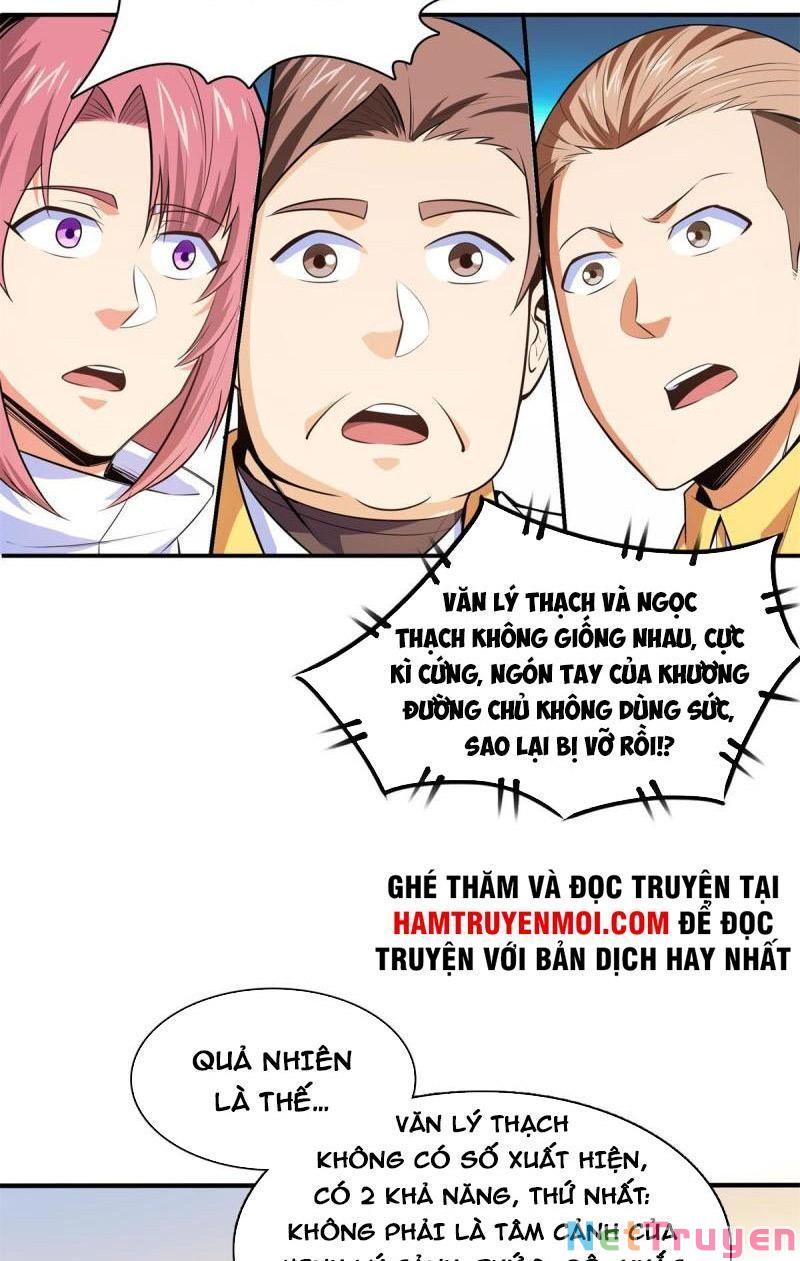 VĂN LÝ THẠCH VÀ NGỌC
THẠCH KHÔNG GIỐNG NHAU, CỰC
KÌ CỨNG, NGÓN TAY CỦA KHƯƠNG
ĐƯỜNG CHỦ KHÔNG DÙNG SỨC,
SAO LẠI BỊ VỠ RỒI!?
GHÉ THĂM VÀ ĐỌC TRUYỆN TẠI
HAMTRUYENMOI.COM ĐỂ ĐỌC
TRUYỆN VỚI BẢN DỊCH HAY NHẤT
QUẢ NHIÊN
LÀ THẾ...
VĂN LÝ THẠCH
KHÔNG CÓ SỐ XUẤT HIỆN,
CÓ 2 KHẢ NĂNG, THỨ NHẤT:
KHÔNG PHẢI LÀ TÂM CẢNH CỦA
NetTruyen